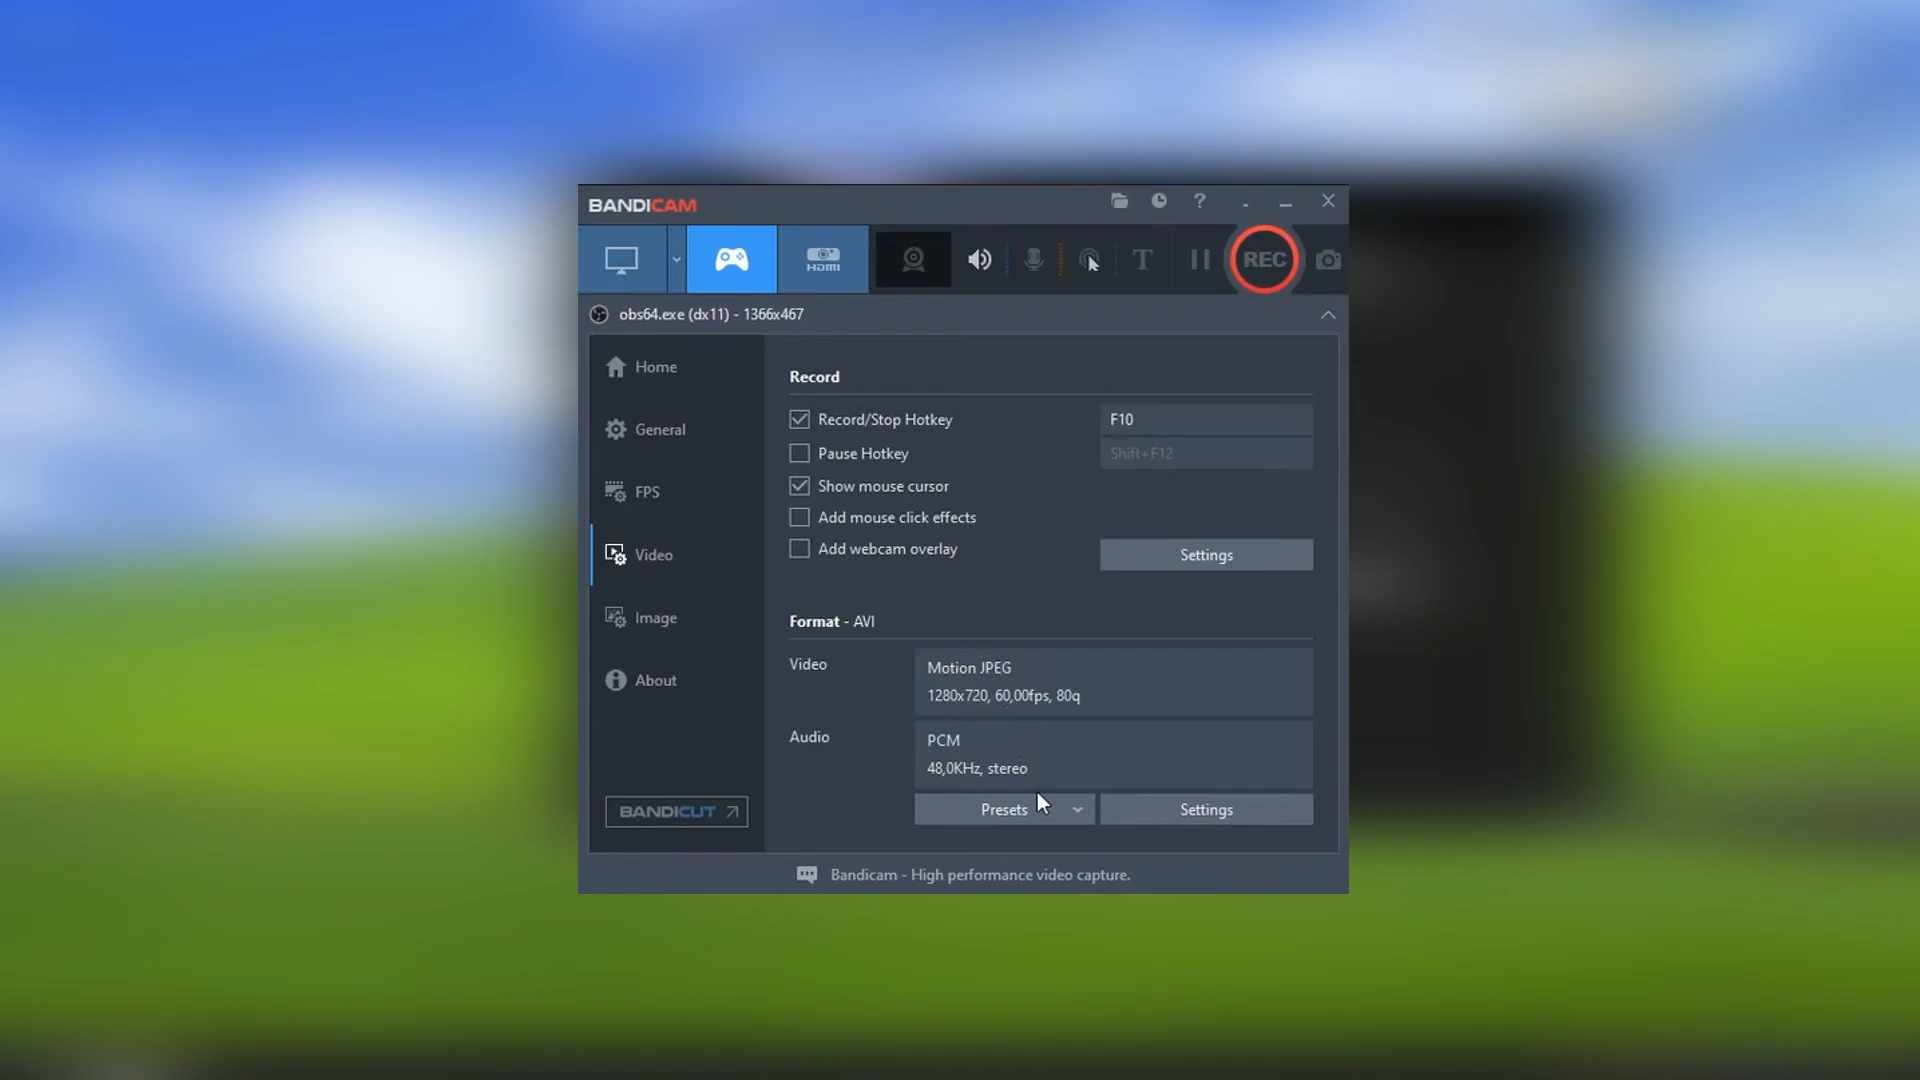 BANDICAM
?
HDMI
T
REC
obs64.exe (dx11) - 1366x467
Home
General
FPS
Video
Image
About
BANDICUT
Record
Record/Stop Hotkey
F10
Pause Hotkey
Shift+F12
Show mouse cursor
Add mouse click effects
Add webcam overlay
Settings
Format - AVI
Video
Motion JPEG
1280x720, 60,00fps, 80q
Audio
PCM
48,0KHz, stereo
Presets
Settings
Bandicam - High performance video capture.